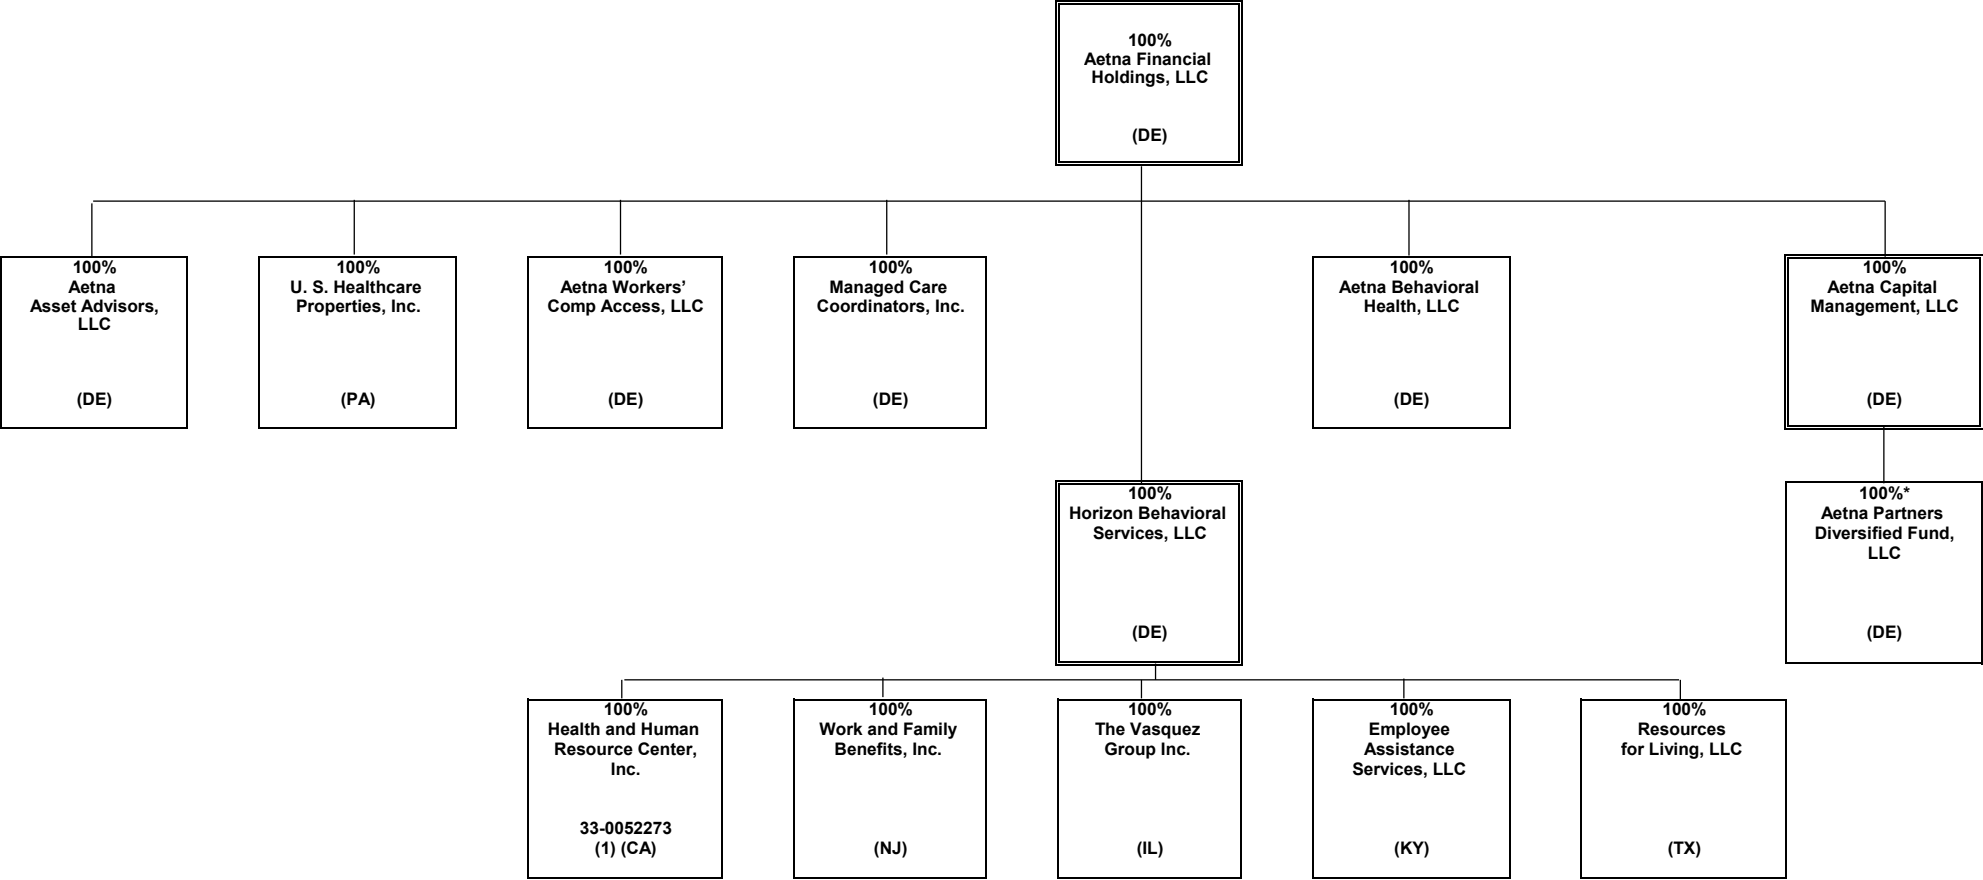 100%
Aetna Financial
Holdings, LLC
(DE)
100%
Aetna
Asset Advisors,
LLC
(DE)
100%
U. S. Healthcare
Properties, Inc.
(PA)
100%
Aetna Workers’
Comp Access, LLC
(DE)
100%
Managed Care
Coordinators, Inc.
(DE)
100%
Aetna Behavioral
Health, LLC
(DE)
100%
Aetna Capital
Management, LLC
(DE)
100%
Horizon Behavioral
Services, LLC
(DE)
100%*
Aetna Partners
Diversified Fund,
LLC
(DE)
100%
Health and Human
Resource Center,
Inc.
33-0052273
(1) (CA)
100%
Work and Family
Benefits, Inc.
(NJ)
100%
The Vasquez
Group Inc.
(IL)
100%
Employee
Assistance
Services, LLC
(KY)
100%
Resources
for Living, LLC
(TX)